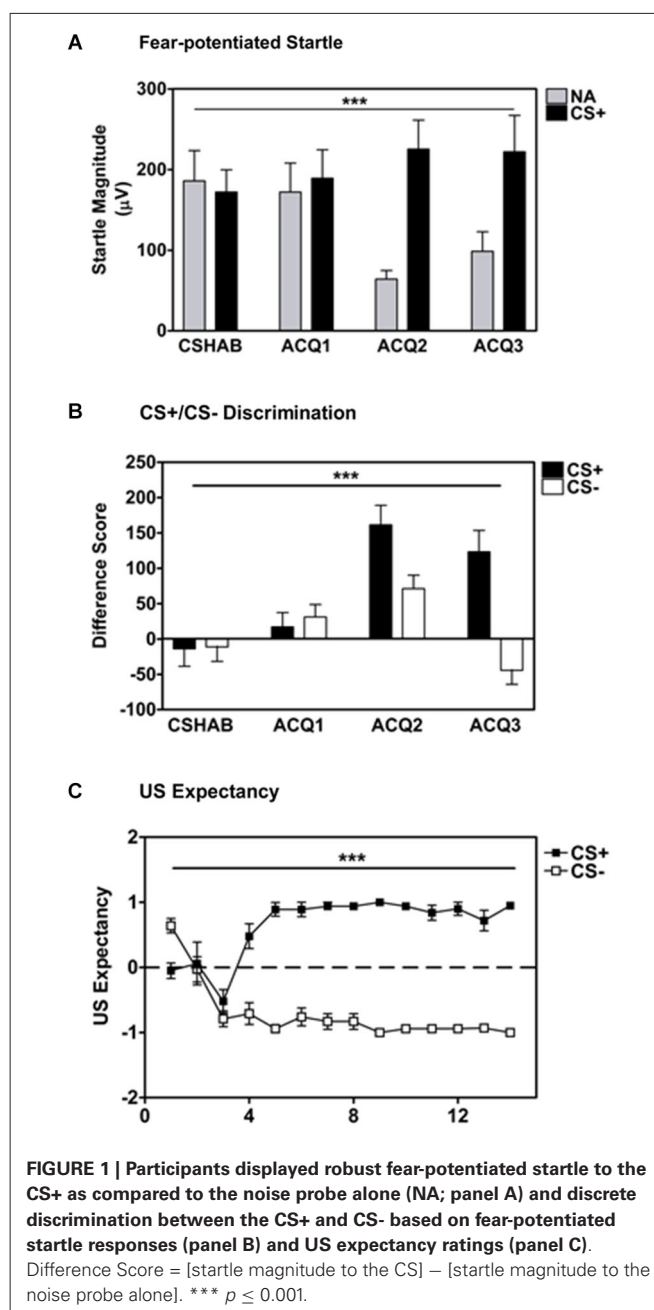 A Fear-potentiated Startle
300
200
100
0
Startle Magnitude
(µV)
***
NA
CS+
CSHAB ACQ1 ACQ2 ACQ3
B CS+/CS- Discrimination
250
200
150
100
50
0
-50
-100
Difference Score
***
CS+
CS-
CSHAB ACQ1 ACQ2 ACQ3
C US Expectancy
2
1
0
-1
-2
US Expectancy
***
CS+
CS-
0 4 8 12
FIGURE 1 | Participants displayed robust fear-potentiated startle to the
CS+ as compared to the noise probe alone (NA; panel A) and discrete
discrimination between the CS+ and CS- based on fear-potentiated
startle responses (panel B) and US expectancy ratings (panel C).
Difference Score = [startle magnitude to the CS] − [startle magnitude to the
noise probe alone]. *** p ≤ 0.001.